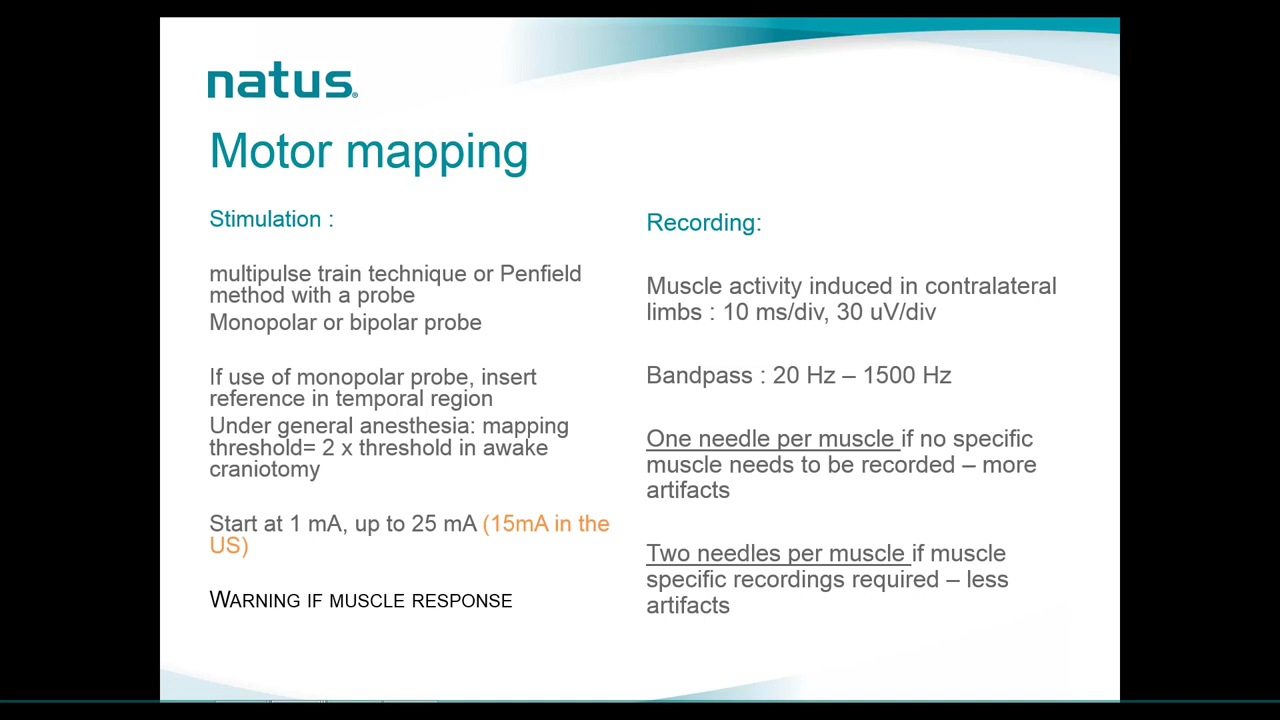 natus®
Motor mapping
Stimulation :
multipulse train technique or Penfield
method with a probe
Monopolar or bipolar probe
If use of monopolar probe, insert
reference in temporal region
Under general anesthesia: mapping
threshold= 2 x threshold in awake
craniotomy
Start at 1 mA, up to 25 mA (15mA in the
US)
WARNING IF MUSCLE RESPONSE
Recording:
Muscle activity induced in contralateral
limbs : 10 ms/div, 30 uV/div
Bandpass : 20 Hz – 1500 Hz
One needle per muscle if no specific
muscle needs to be recorded – more
artifacts
Two needles per muscle if muscle
specific recordings required – less
artifacts